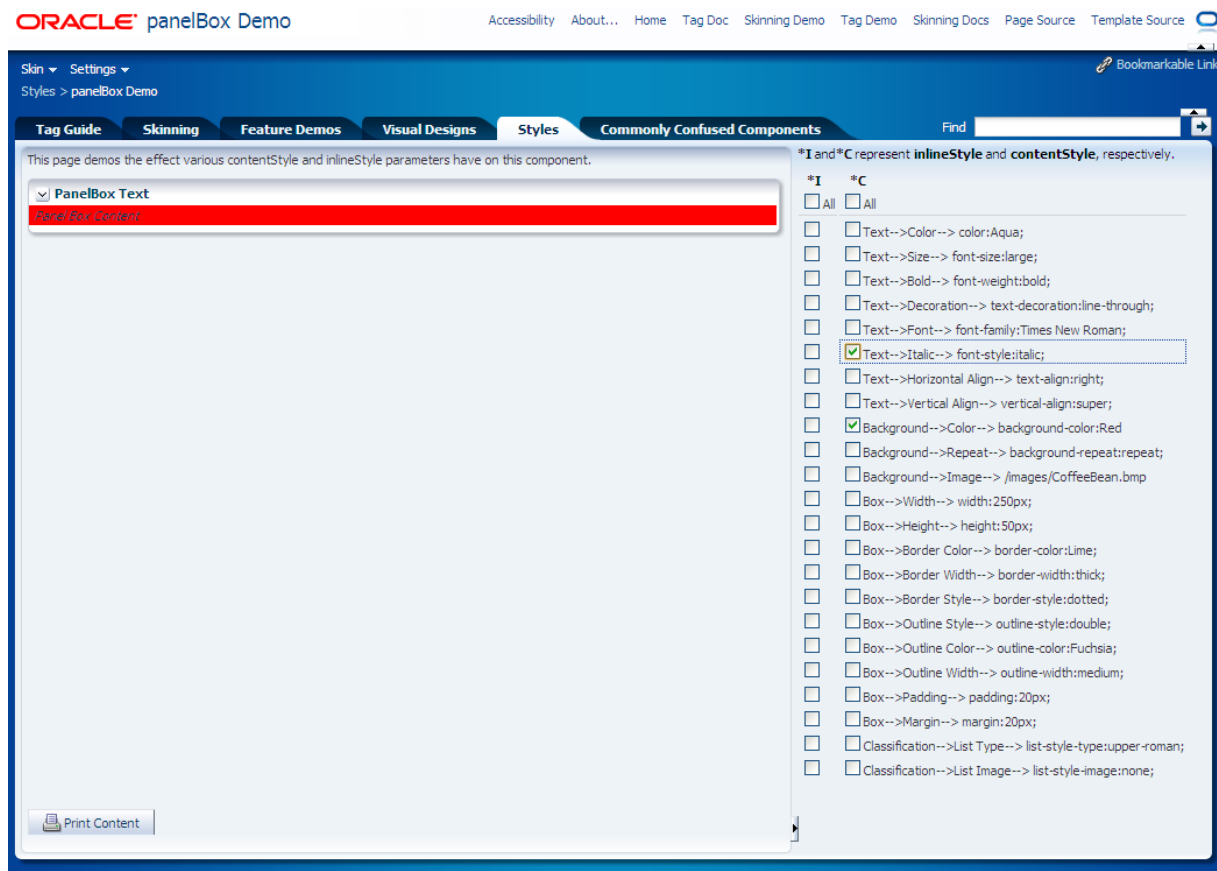 ORACLE panelBox Demo
Accessibility About... Home Tag Doc Skinning Demo Tag Demo Skinning Docs Page Source Template Source
Skin Settings
Bookmarkable Link
Styles > panelBox Demo
Tag Guide Skinning Feature Demos Visual Designs Styles Commonly Confused Components Find
This page demos the effect various contentStyle and inlineStyle parameters have on this component.
PanelBox Text
Panel Box Content
Print Content
*I and *C represent inlineStyle and contentStyle, respectively.
*I *C
All All
Text-->Color--> color:Aqua;
Text-->Size--> font-size:large;
Text-->Bold--> font-weight:bold;
Text-->Decoration--> text-decoration:line-through;
Text-->Font--> font-family:Times New Roman;
Text-->Italic--> font-style:italic;
Text-->Horizontal Align--> text-align:right;
Text-->Vertical Align--> vertical-align:super;
Background-->Color--> background-color:Red
Background-->Repeat--> background-repeat:repeat;
Background-->Image--> /images/CoffeeBean.bmp
Box-->Width--> width:250px;
Box-->Height--> height:50px;
Box-->Border Color--> border-color:Lime;
Box-->Border Width--> border-width:thick;
Box-->Border Style--> border-style:dotted;
Box-->Outline Style--> outline-style:double;
Box-->Outline Color--> outline-color:Fuchsia;
Box-->Outline Width--> outline-width:medium;
Box-->Padding--> padding:20px;
Box-->Margin--> margin:20px;
Classification-->List Type--> list-style-type:upper-roman;
Classification-->List Image--> list-style-image:none;